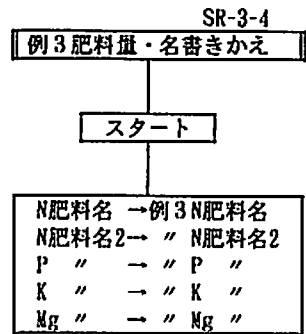 SR-3-4
例3肥料量・名書きかえ
スタート
N肥料名 →例3N肥料名
N肥料名2→ 〃 N肥料名2
P 〃 → 〃 P 〃
K 〃 → 〃 K 〃
Mg 〃 → 〃 Mg 〃